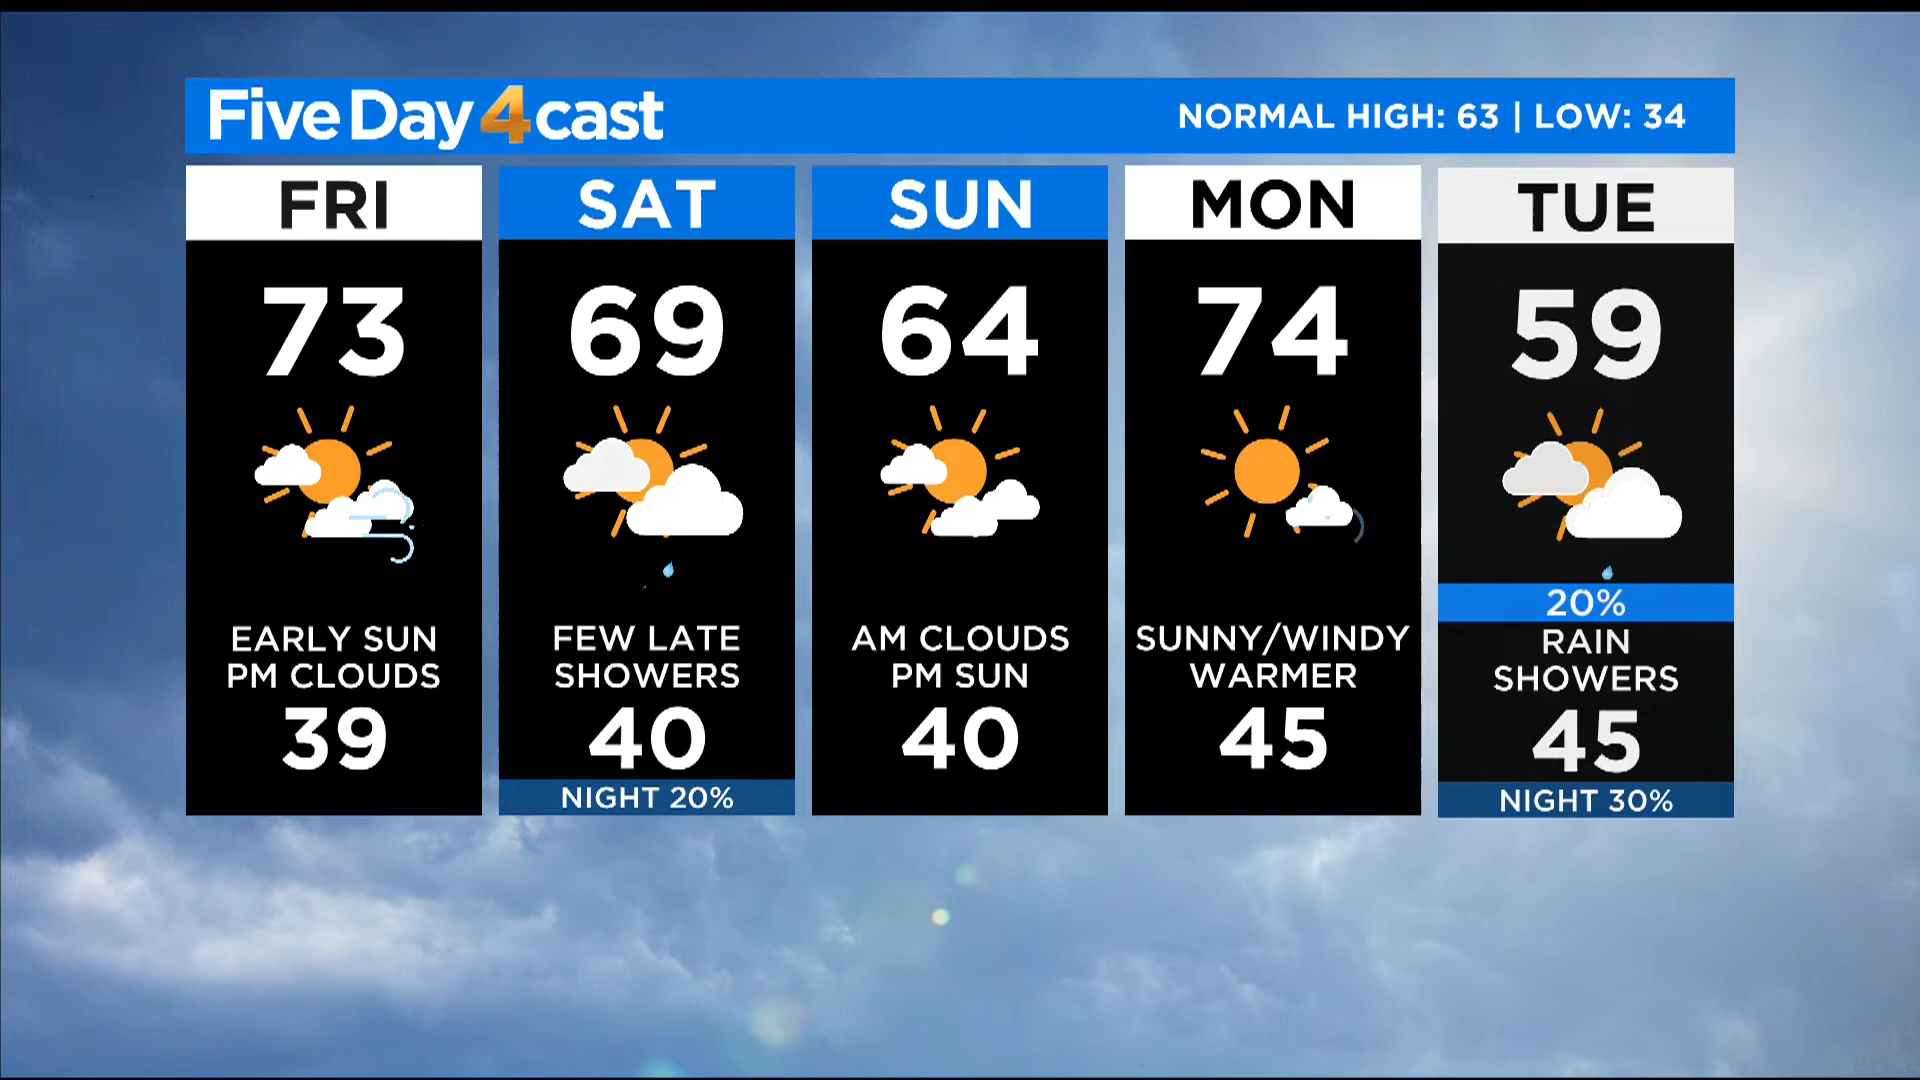 Five Day 4cast
NORMAL HIGH: 63 | LOW: 34
FRI
73
EARLY SUN
PM CLOUDS
39
SAT
69
FEW LATE
SHOWERS
40
NIGHT 20%
SUN
64
AM CLOUDS
PM SUN
40
MON
74
SUNNY/WINDY
WARMER
45
TUE
59
20%
RAIN
SHOWERS
45
NIGHT 30%